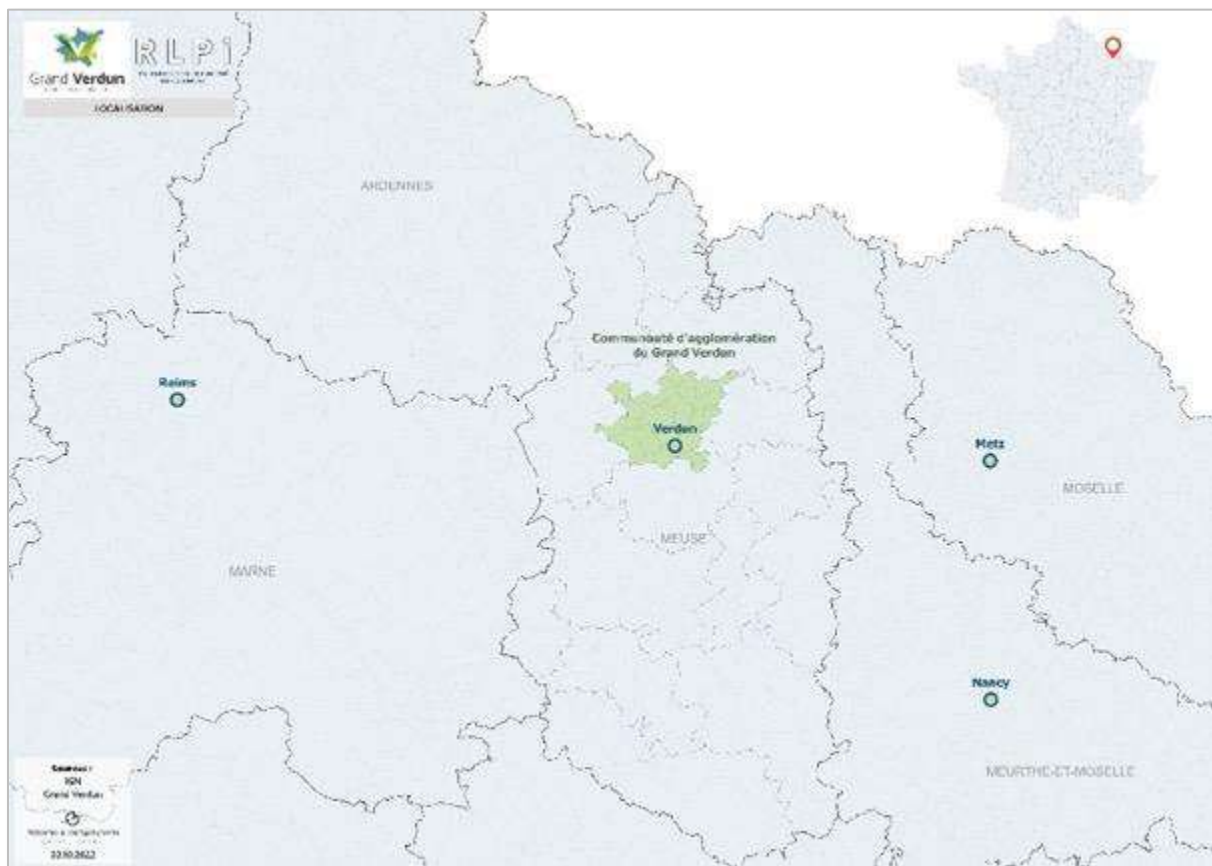 Grand Verdun
RLPi
LOCALISATION
ARDENNES
Communauté d'agglomération
du Grand Verdun
Reims
Verdun
Metz
MOSELLE
MEUSE
MARNE
Nancy
MEURTHE-ET-MOSELLE
Sources :
IGN
Grand Verdun